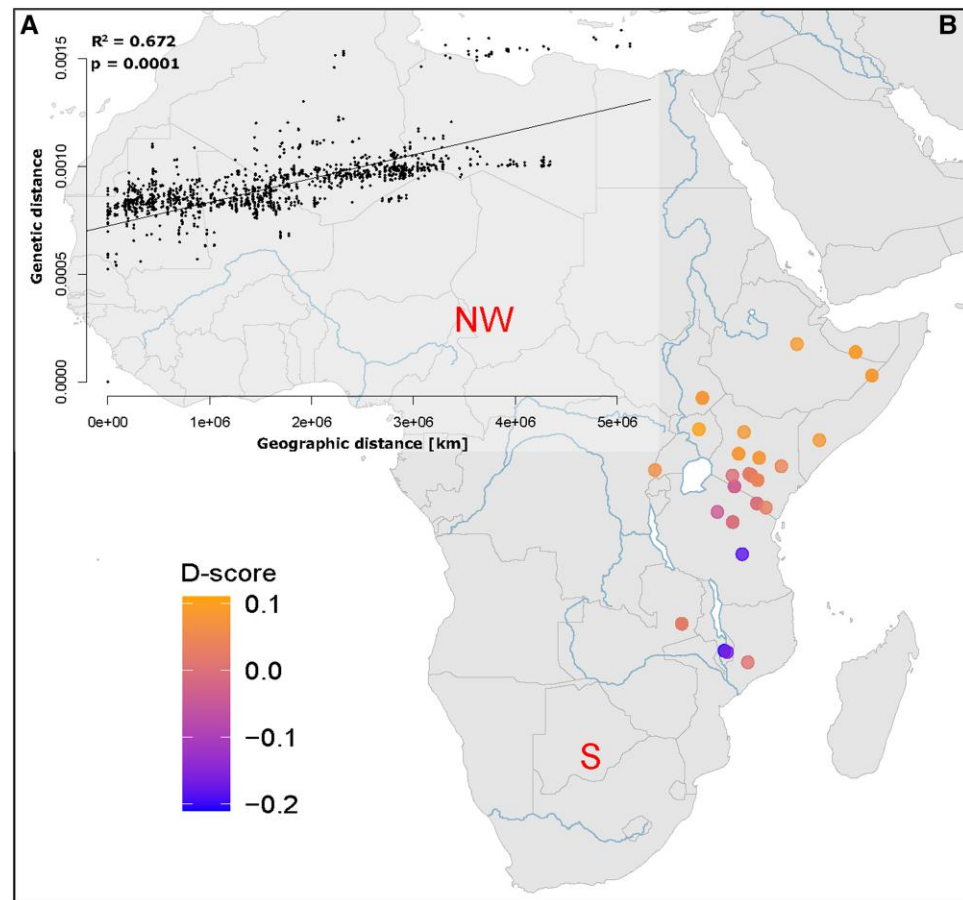 A
B
R² = 0.672
p = 0.0001
0.0015
0.0010
0.0005
0.0000
Genetic distance
0e+00 1e+06 2e+06 3e+06 4e+06 5e+06
Geographic distance [km]
NW
D-score
0.1
0.0
−0.1
−0.2
S